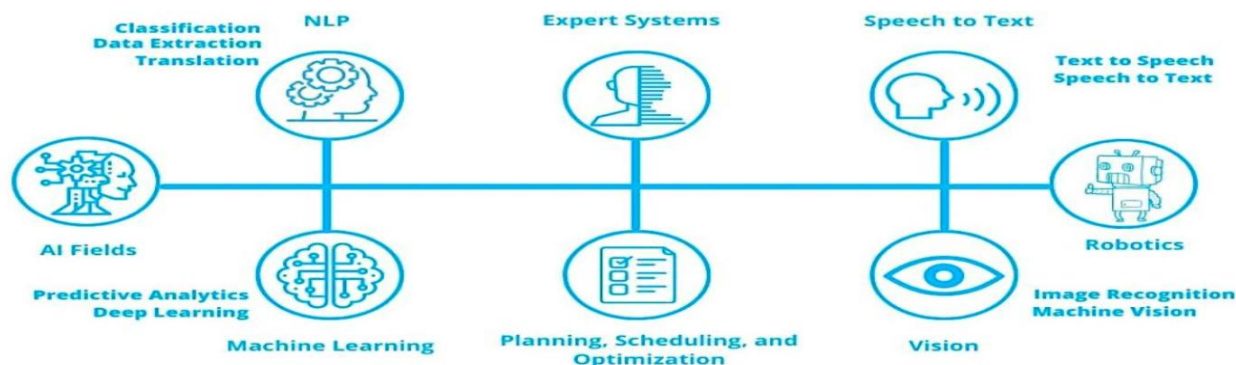 NLP
Classification
Data Extraction
Translation
Expert Systems
Speech to Text
Text to Speech
Speech to Text
AI Fields
Robotics
Predictive Analytics
Deep Learning
Machine Learning
Planning, Scheduling, and
Optimization
Vision
Image Recognition
Machine Vision